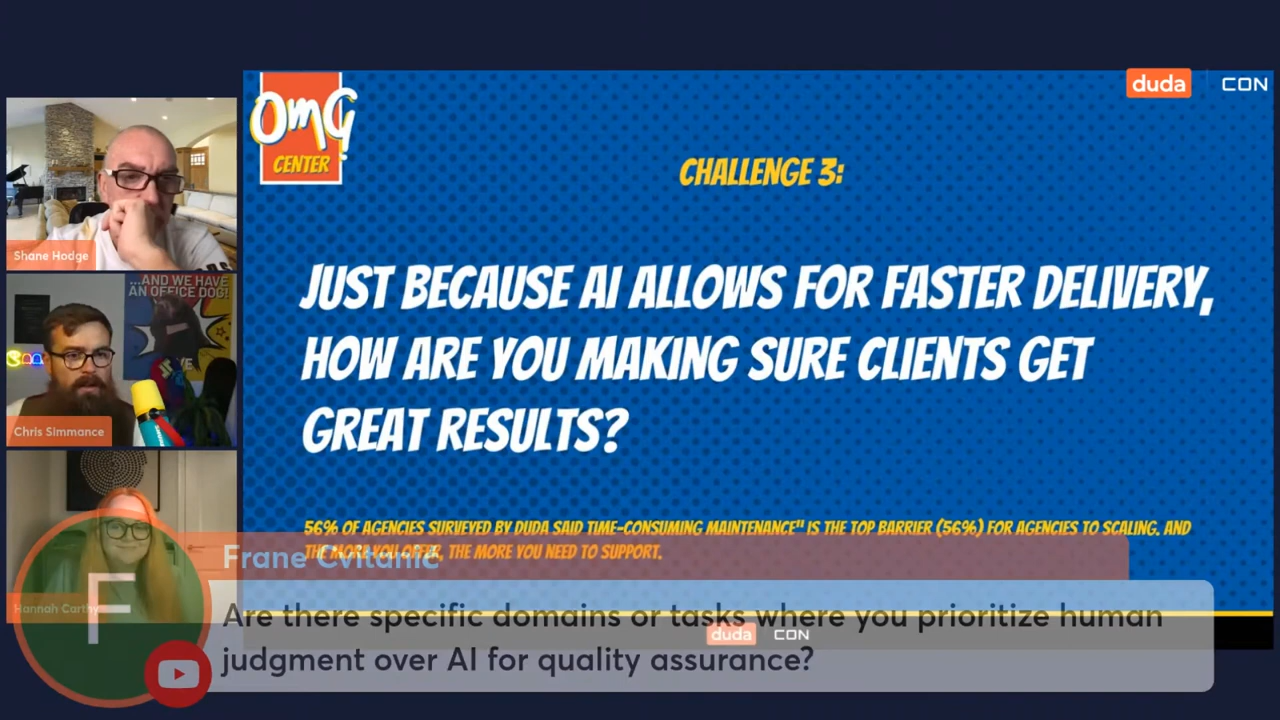 duda CON
OMG
CENTER
CHALLENGE 3:
JUST BECAUSE AI ALLOWS FOR FASTER DELIVERY,
HOW ARE YOU MAKING SURE CLIENTS GET
GREAT RESULTS?
56% OF AGENCIES SURVEYED BY DUDA SAID TIME-CONSUMING MAINTENANCE" IS THE TOP BARRIER (56%) FOR AGENCIES TO SCALING. AND
THE MORE YOU OFFER, THE MORE YOU NEED TO SUPPORT.
Shane Hodge
...AND WE HAVE
AN OFFICE DOG!
Chris Simmance
Hannah Carthy
F
Frane Cvitanić
Are there specific domains or tasks where you prioritize human
judgment over AI for quality assurance?
duda CON